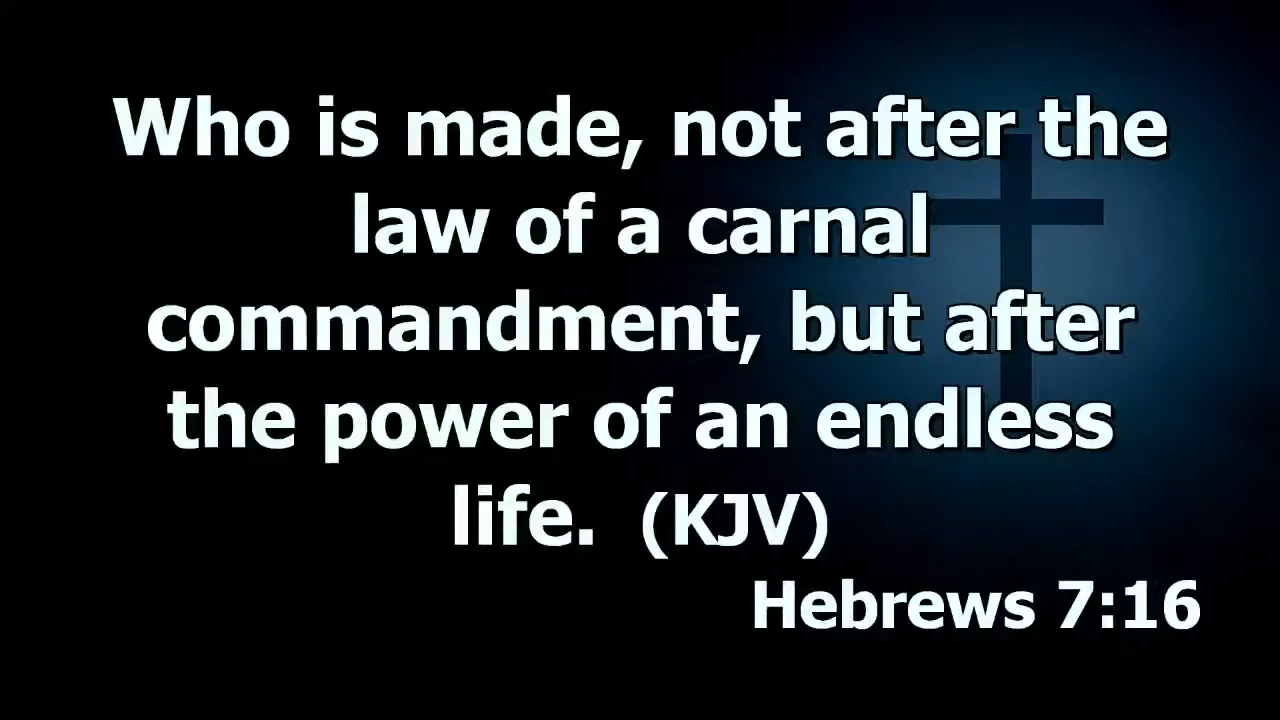 Who is made, not after the
law of a carnal
commandment, but after
the power of an endless
life. (KJV)
Hebrews 7:16